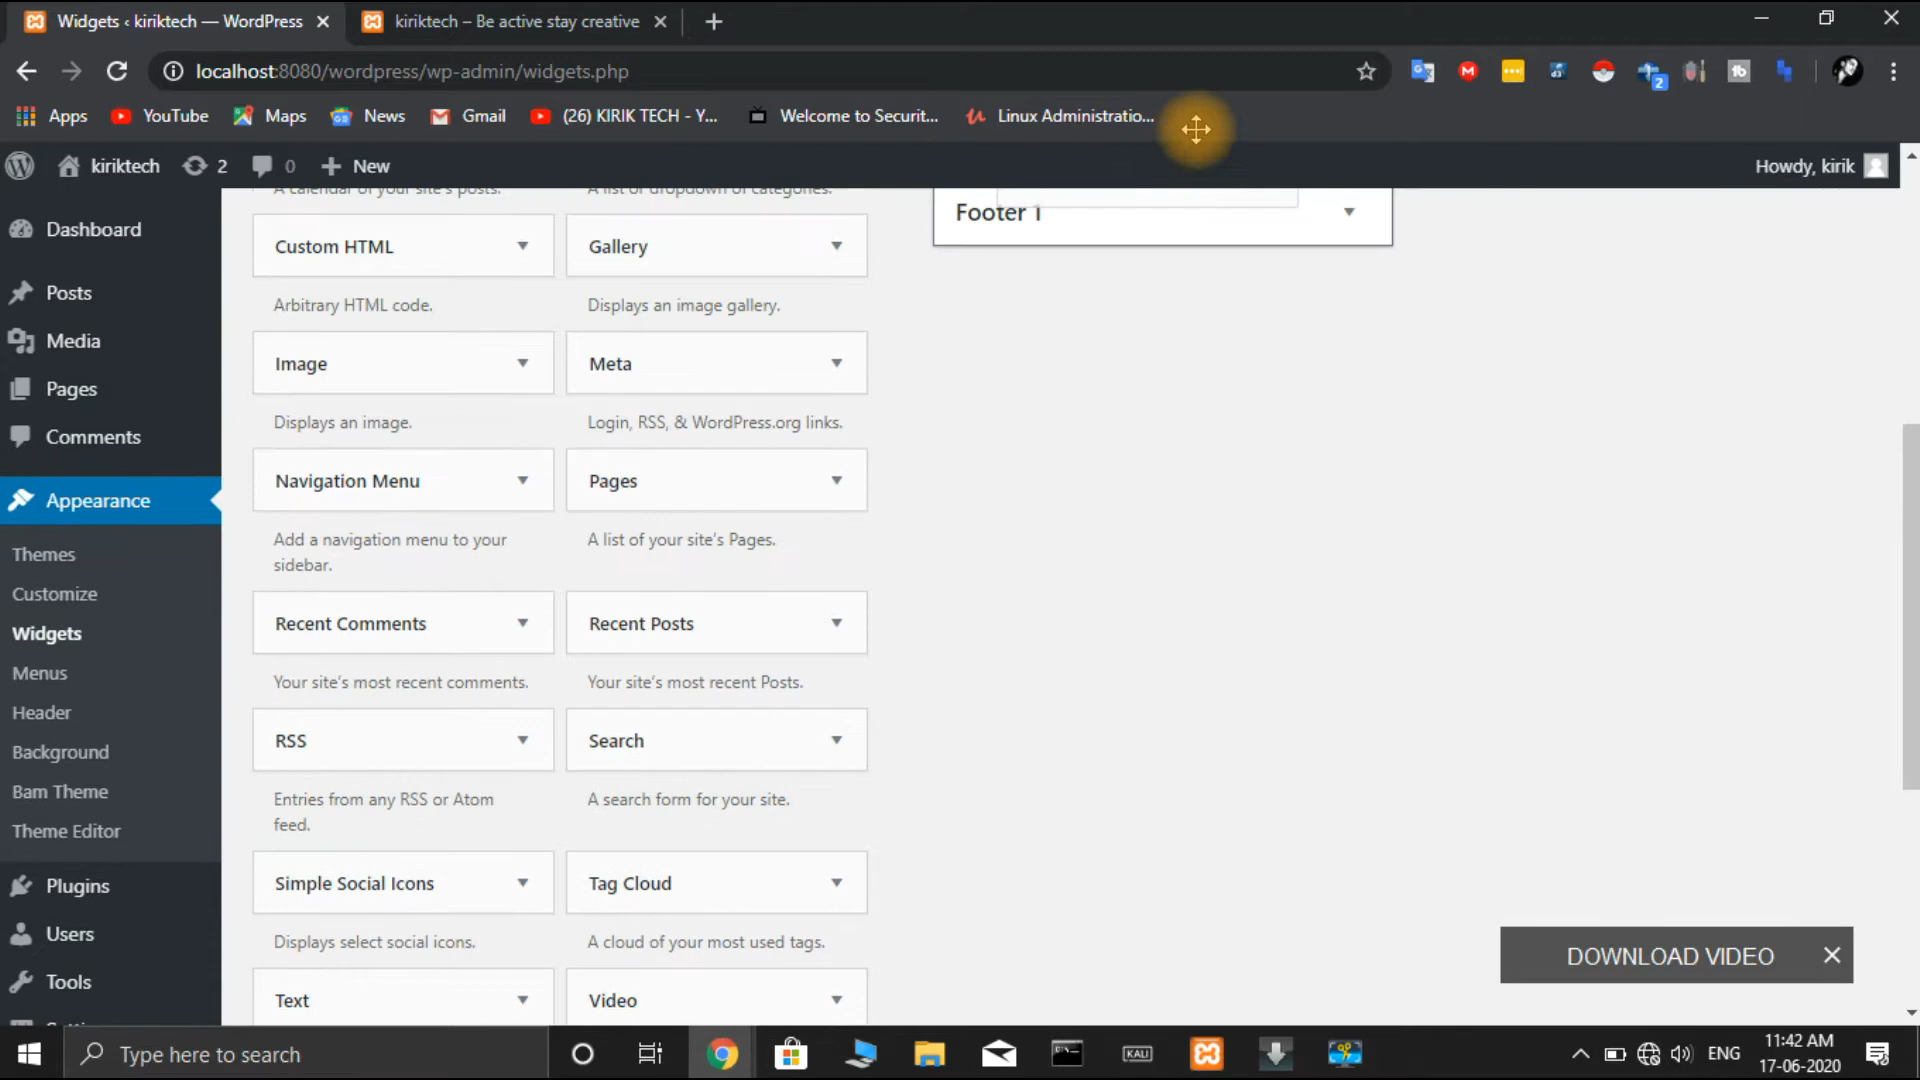 Widgets ‹ kiriktech — WordPress
kiriktech – Be active stay creative
localhost:8080/wordpress/wp-admin/widgets.php
2
Apps
YouTube
Maps
News
Gmail
(26) KIRIK TECH - Y...
Welcome to Securit...
Linux Administratio...
kiriktech
2
0
New
Howdy, kirik
Dashboard
Posts
Media
Pages
Comments
Appearance
Themes
Customize
Widgets
Menus
Header
Background
Bam Theme
Theme Editor
Plugins
Users
Tools
A calendar of your site's posts.
A list or dropdown of categories.
Custom HTML
Gallery
Arbitrary HTML code.
Displays an image gallery.
Image
Meta
Displays an image.
Login, RSS, & WordPress.org links.
Navigation Menu
Pages
Add a navigation menu to your
sidebar.
A list of your site's Pages.
Recent Comments
Recent Posts
Your site's most recent comments.
Your site's most recent Posts.
RSS
Search
Entries from any RSS or Atom
feed.
A search form for your site.
Simple Social Icons
Tag Cloud
Displays select social icons.
A cloud of your most used tags.
Text
Video
Footer 1
DOWNLOAD VIDEO
Type here to search
KALI
ENG
11:42 AM
17-06-2020